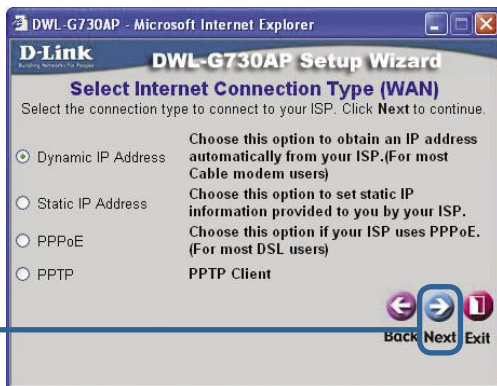 DWL-G730AP - Microsoft Internet Explorer
D-Link
Building Networks for People
DWL-G730AP Setup Wizard
Select Internet Connection Type (WAN)
Select the connection type to connect to your ISP. Click Next to continue.
Dynamic IP Address
Choose this option to obtain an IP address
automatically from your ISP.(For most
Cable modem users)
Static IP Address
Choose this option to set static IP
information provided to you by your ISP.
PPPoE
Choose this option if your ISP uses PPPoE.
(For most DSL users)
PPTP
PPTP Client
Back Next Exit